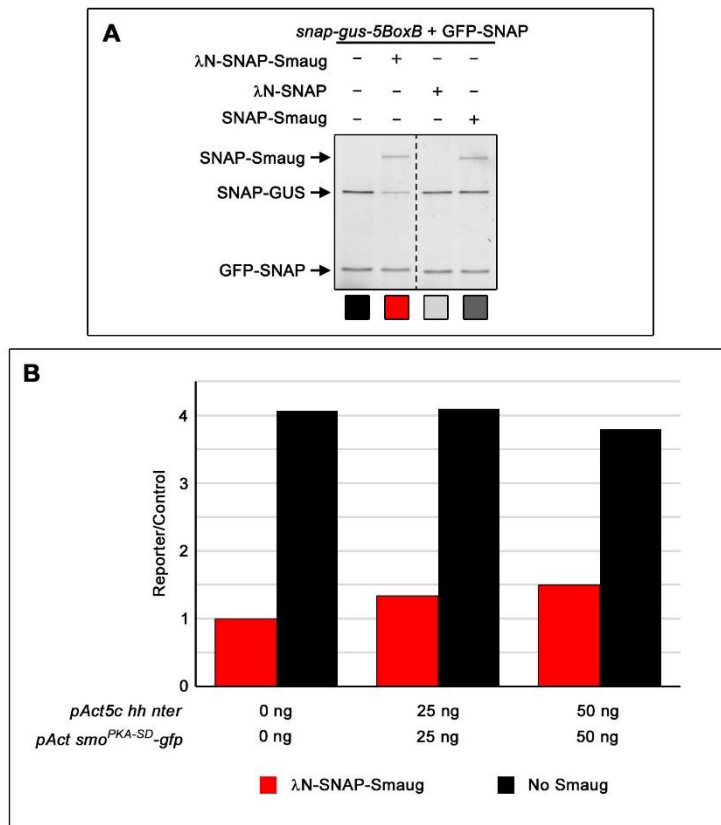 A
snap-gus-5BoxB + GFP-SNAP
λN-SNAP-Smaug – + – –
λN-SNAP – – + –
SNAP-Smaug – – – +
SNAP-Smaug
SNAP-GUS
GFP-SNAP
B
Reporter/Control
4
3
2
1
0
pAct5c hh nter 0 ng 25 ng 50 ng
pAct smoPKA-SD-gfp 0 ng 25 ng 50 ng
λN-SNAP-Smaug No Smaug